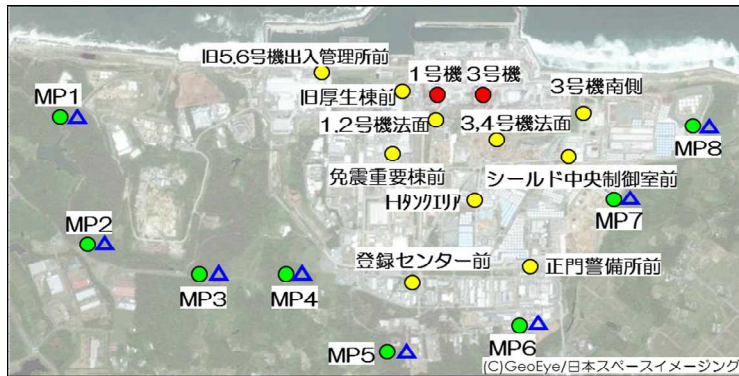 旧5.6号機出入管理所前
1号機
3号機
MP1
旧厚生棟前
3号機南側
1.2号機法面
3,4号機法面
MP8
免震重要棟前
シールド中央制御室前
Hﾀﾝｸｴﾘｱ
MP7
MP2
登録センター前
正門警備所前
MP3
MP4
MP6
MP5
(C)GeoEye/日本スペースイメージング